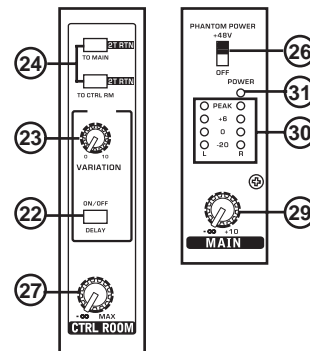 24
2T RTN
TO MAIN
2T RTN
TO CTRL RM
23
0 10
VARIATION
22
ON/OFF
DELAY
27
-∞ MAX
CTRL ROOM
PHANTOM POWER
+48V
26
OFF
POWER
31
PEAK
+6
30
0
-20
L R
29
-∞ +10
MAIN